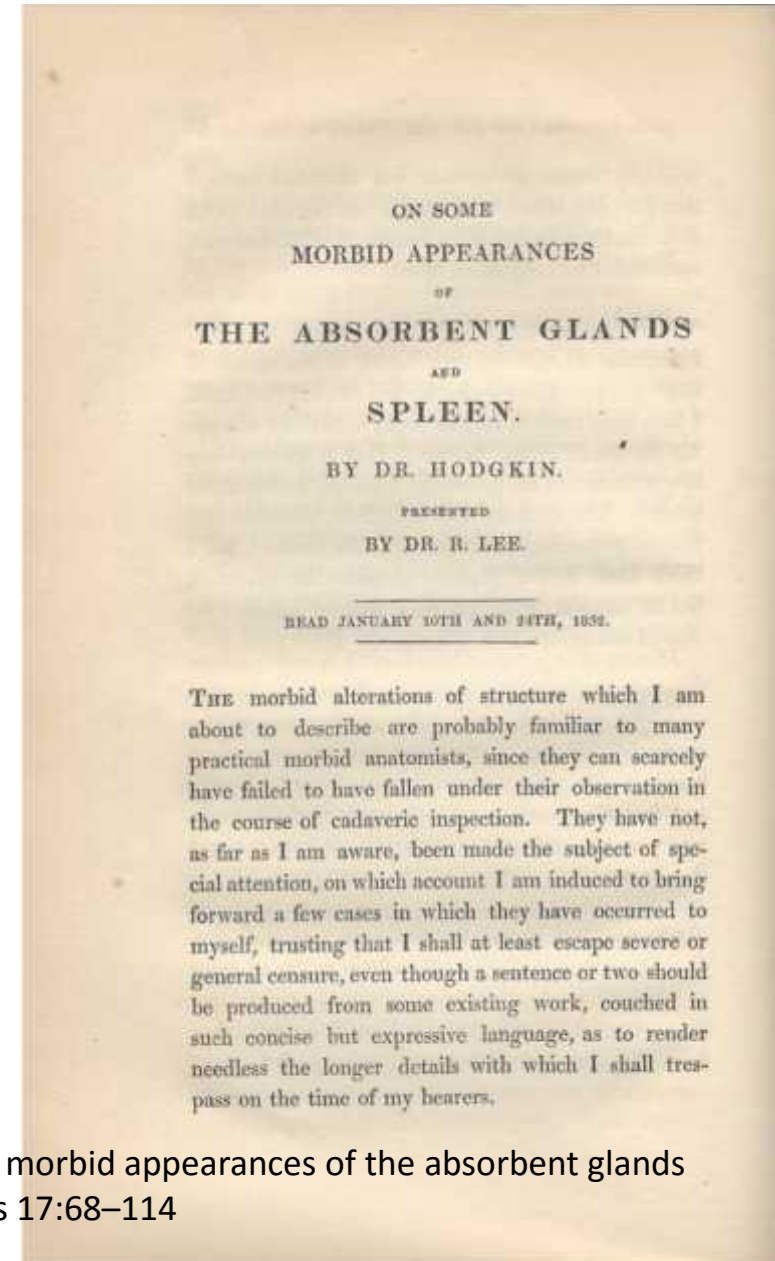 ON SOME
MORBID APPEARANCES
OF
THE ABSORBENT GLANDS
AND
SPLEEN.
BY DR. HODGKIN.
PRESENTED
BY DR. R. LEE.
READ JANUARY 10TH AND 24TH, 1832.
THE morbid alterations of structure which I am
about to describe are probably familiar to many
practical morbid anatomists, since they can scarcely
have failed to have fallen under their observation in
the course of cadaveric inspection. They have not,
as far as I am aware, been made the subject of spe-
cial attention, on which account I am induced to bring
forward a few cases in which they have occurred to
myself, trusting that I shall at least escape severe or
general censure, even though a sentence or two should
be produced from some existing work, couched in
such concise but expressive language, as to render
needless the longer details with which I shall tres-
pass on the time of my hearers.
morbid appearances of the absorbent glands
s 17:68–114